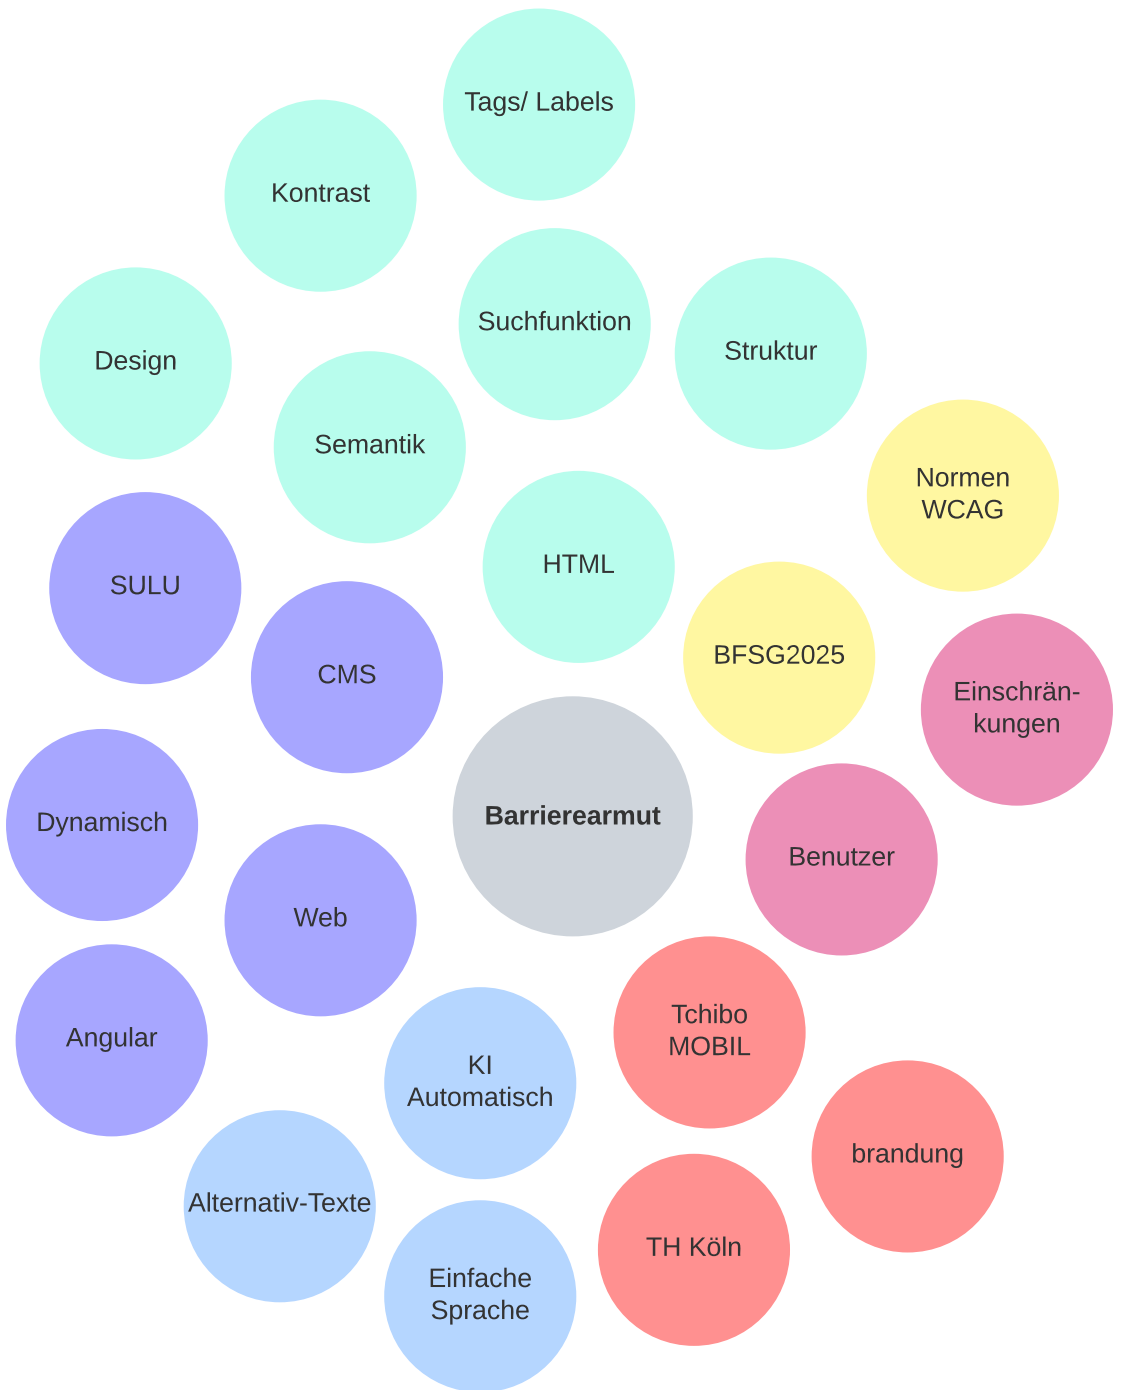 Tags/ Labels
Kontrast
Suchfunktion
Struktur
Design
Semantik
Normen
WCAG
HTML
SULU
BFSG2025
CMS
Einschrän-
kungen
Barrierearmut
Dynamisch
Benutzer
Web
Tchibo
MOBIL
Angular
KI
Automatisch
brandung
Alternativ-Texte
TH Köln
Einfache
Sprache